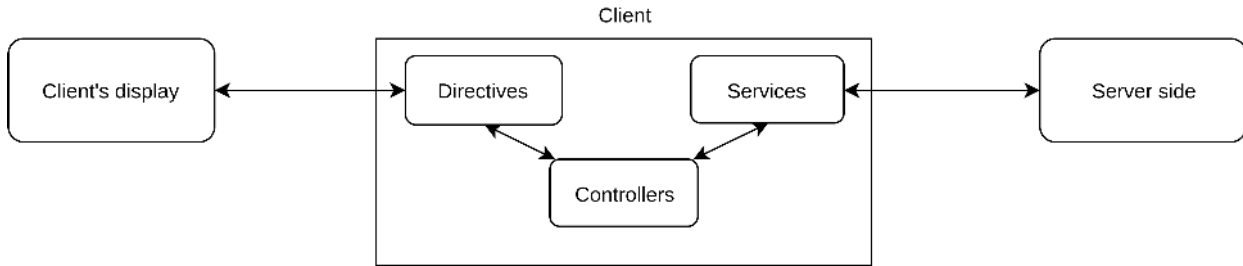 Client
Client's display
Directives
Services
Server side
Controllers